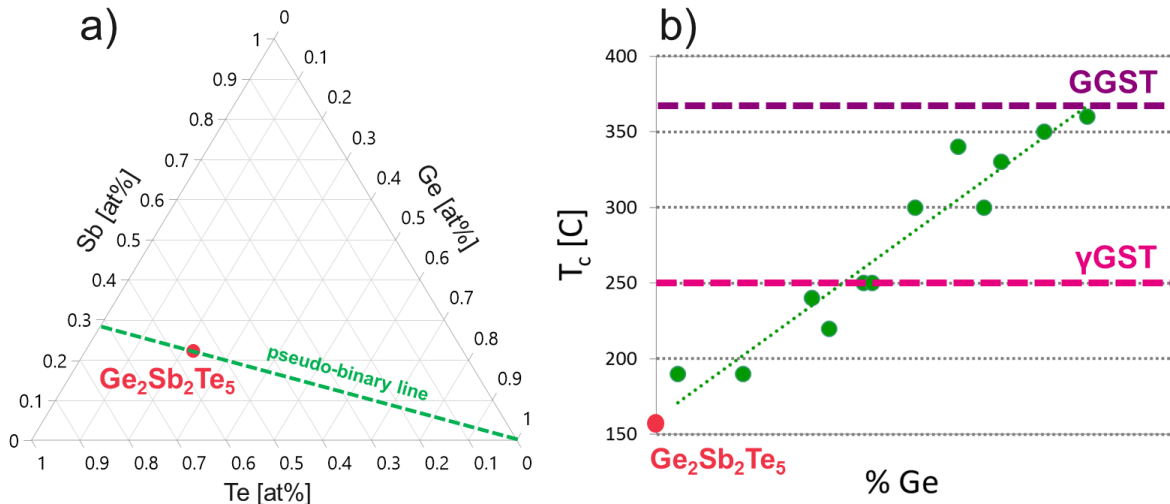 a)
0
1
0.1
0.9
0.2
0.8
0.3
0.7
0.4
0.6
0.5
0.5
0.6
0.4
0.7
0.3
0.8
0.2
0.9
0.1
1
0
Sb [at%]
Ge [at%]
pseudo-binary line
Ge₂Sb₂Te₅
1 0.9 0.8 0.7 0.6 0.5 0.4 0.3 0.2 0.1 0
Te [at%]
b)
400
GGST
350
300
γGST
250
200
150
T_c [C]
Ge₂Sb₂Te₅
% Ge